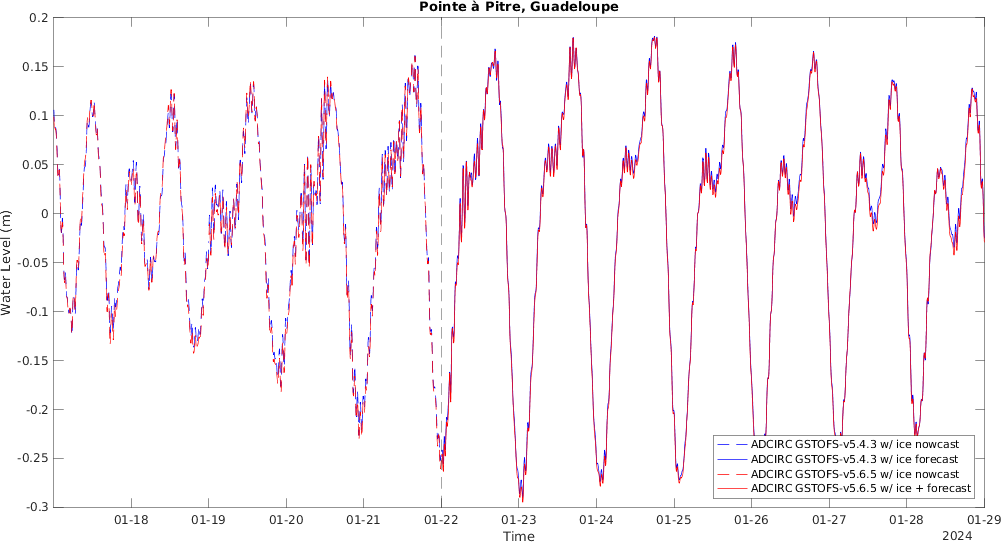 Pointe à Pitre, Guadeloupe
Water Level (m)
0.2
0.15
0.1
0.05
0
-0.05
-0.1
-0.15
-0.2
-0.25
-0.3
ADCIRC GSTOFS-v5.4.3 w/ ice nowcast
ADCIRC GSTOFS-v5.4.3 w/ ice forecast
ADCIRC GSTOFS-v5.6.5 w/ ice nowcast
ADCIRC GSTOFS-v5.6.5 w/ ice + forecast
01-18 01-19 01-20 01-21 01-22 01-23 01-24 01-25 01-26 01-27 01-28 01-29
Time
2024